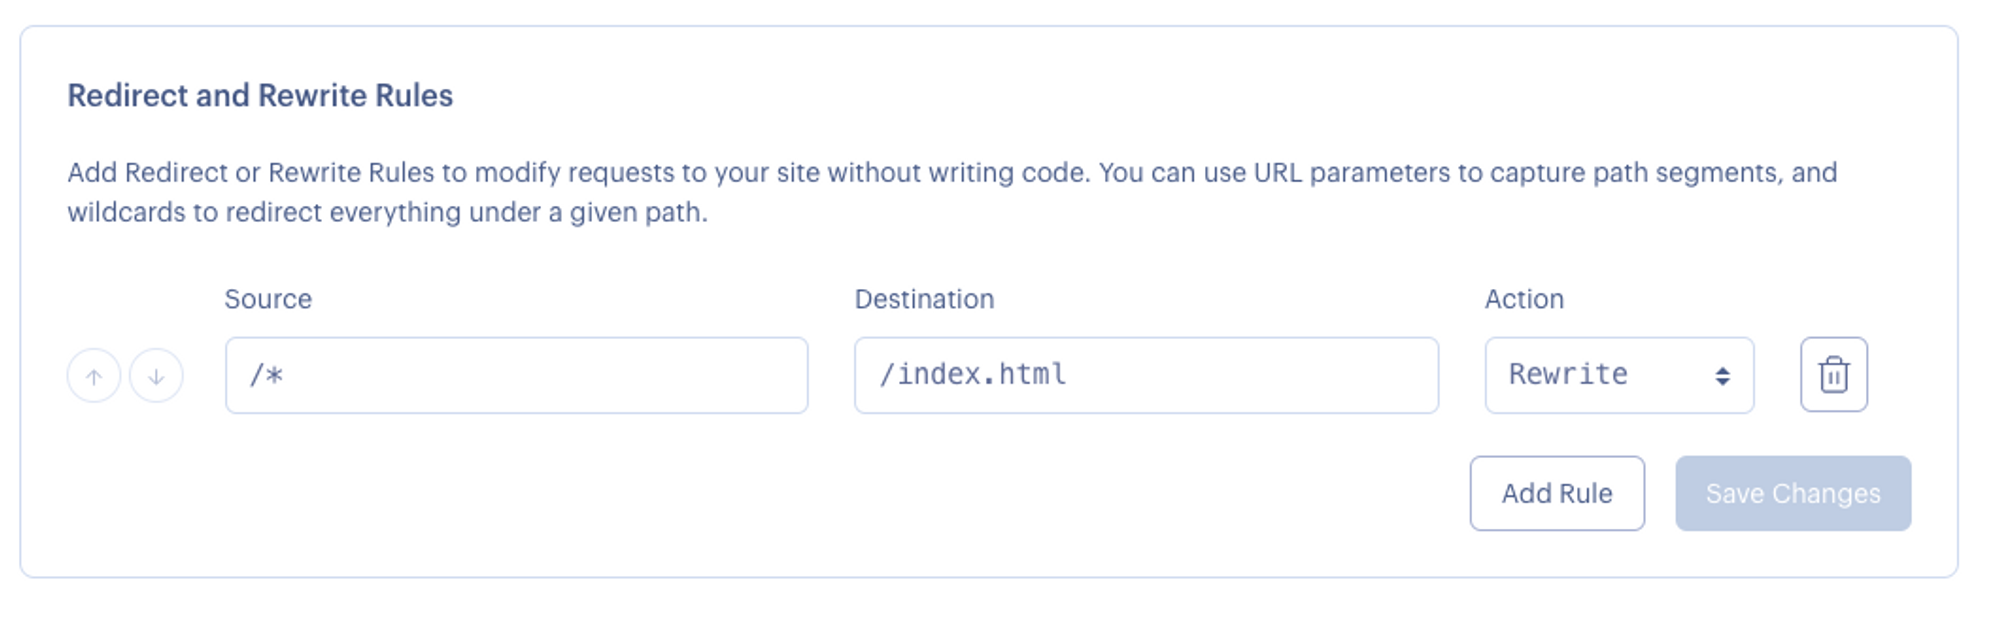 Redirect and Rewrite Rules
Add Redirect or Rewrite Rules to modify requests to your site without writing code. You can use URL parameters to capture path segments, and
wildcards to redirect everything under a given path.
Source Destination Action
/* /index.html Rewrite
Add Rule Save Changes